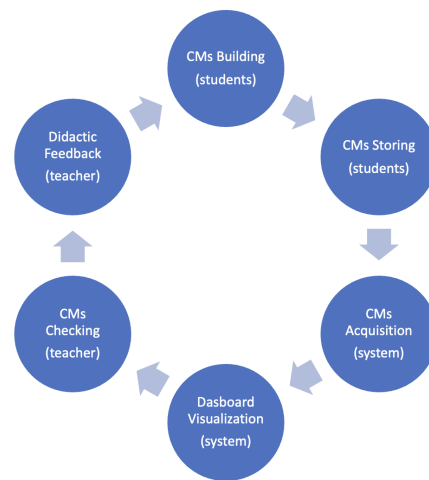 CMs Building
(students)
CMs Storing
(students)
CMs
Acquisition
(system)
Dasboard
Visualization
(system)
CMs
Checking
(teacher)
Didactic
Feedback
(teacher)